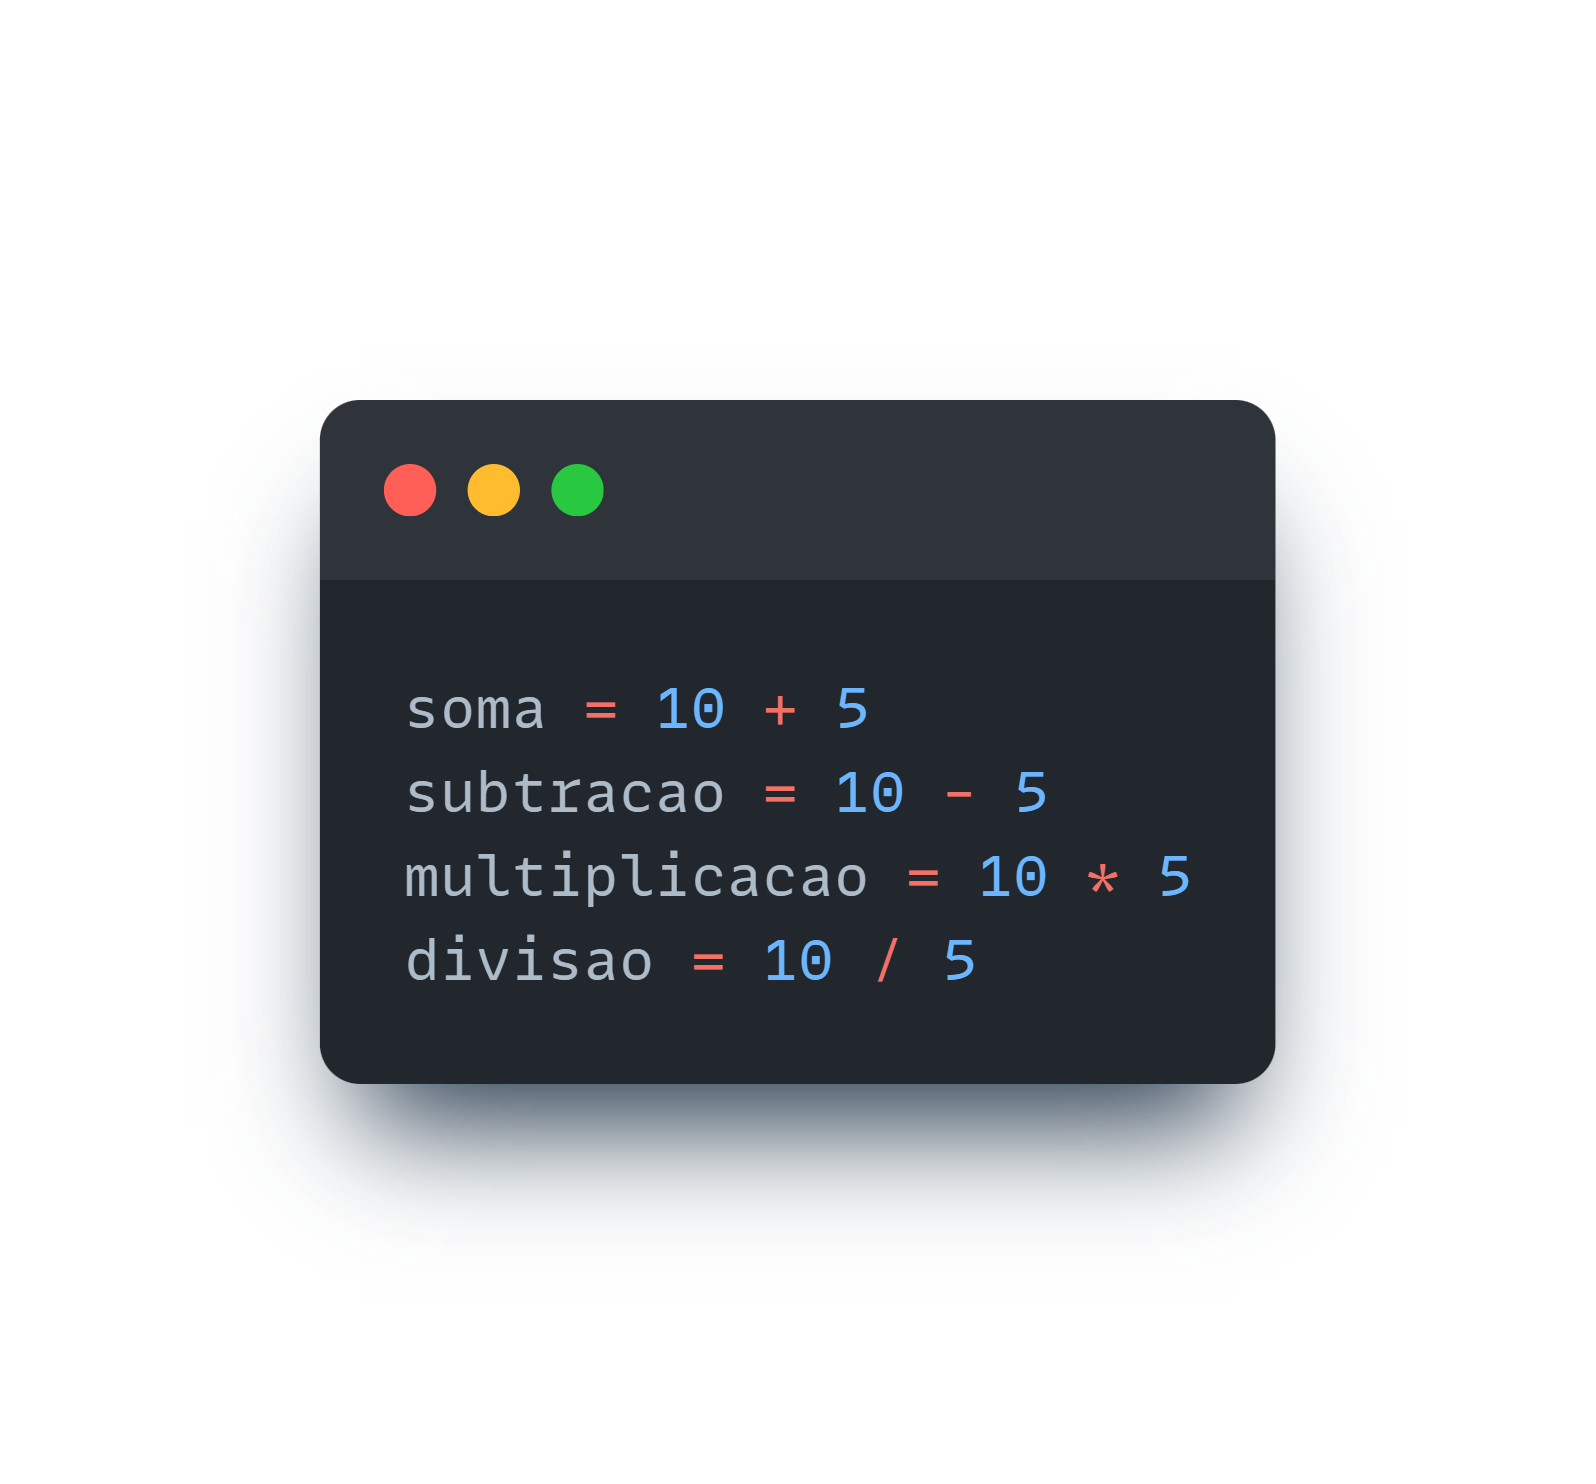 soma = 10 + 5
subtracao = 10 - 5
multiplicacao = 10 * 5
divisao = 10 / 5